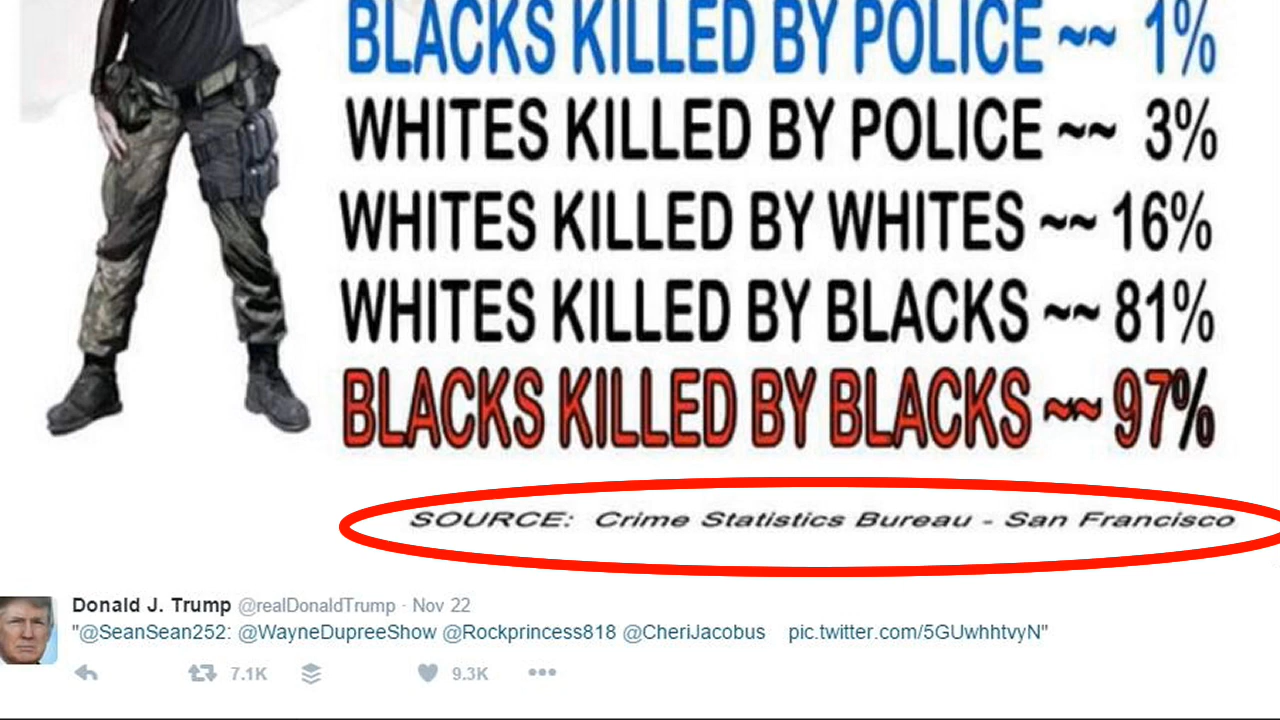 BLACKS KILLED BY POLICE ~~ 1%
WHITES KILLED BY POLICE ~~ 3%
WHITES KILLED BY WHITES ~~ 16%
WHITES KILLED BY BLACKS ~~ 81%
BLACKS KILLED BY BLACKS ~~ 97%
SOURCE: Crime Statistics Bureau - San Francisco
Donald J. Trump @realDonaldTrump · Nov 22
"@SeanSean252: @WayneDupreeShow @Rockprincess818 @CheriJacobus pic.twitter.com/5GUwhhtvyN"
7.1K 9.3K